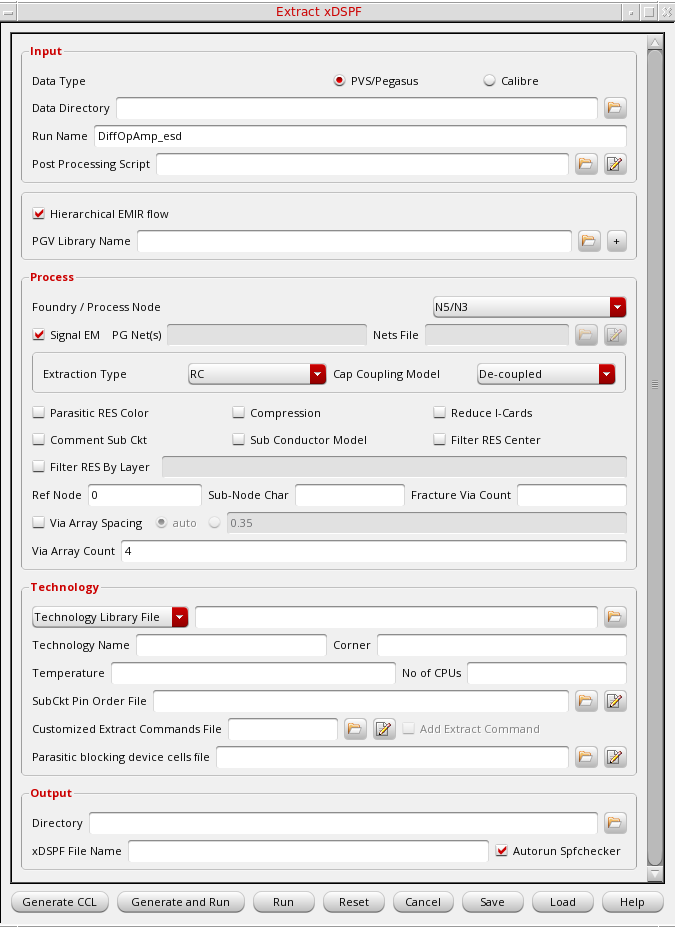 Extract xDSPF
Input
Data Type PVS/Pegasus Calibre
Data Directory
Run Name DiffOpAmp_esd
Post Processing Script
Hierarchical EMIR flow
PGV Library Name +
Process
Foundry / Process Node N5/N3
Signal EM PG Net(s) Nets File
Extraction Type RC Cap Coupling Model De-coupled
Parasitic RES Color Compression Reduce I-Cards
Comment Sub Ckt Sub Conductor Model Filter RES Center
Filter RES By Layer
Ref Node 0 Sub-Node Char Fracture Via Count
Via Array Spacing auto 0.35
Via Array Count 4
Technology
Technology Library File
Technology Name Corner
Temperature No of CPUs
SubCkt Pin Order File
Customized Extract Commands File Add Extract Command
Parasitic blocking device cells file
Output
Directory
xDSPF File Name Autorun Spfchecker
Generate CCL Generate and Run Run Reset Cancel Save Load Help